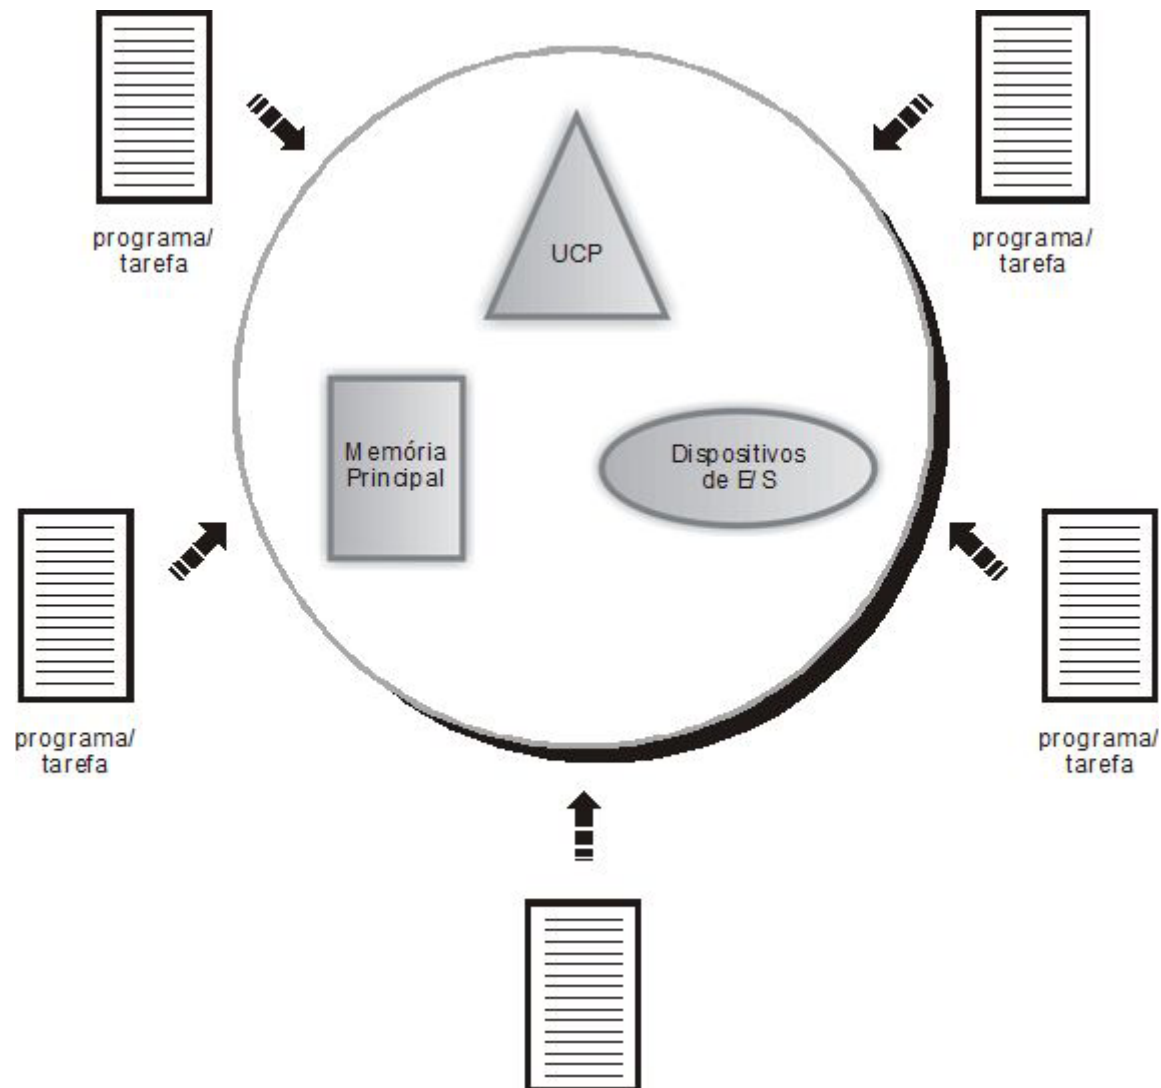 programa/
tarefa
programa/
tarefa
UCP
Memória
Principal
Dispositivos
de E/S
programa/
tarefa
programa/
tarefa